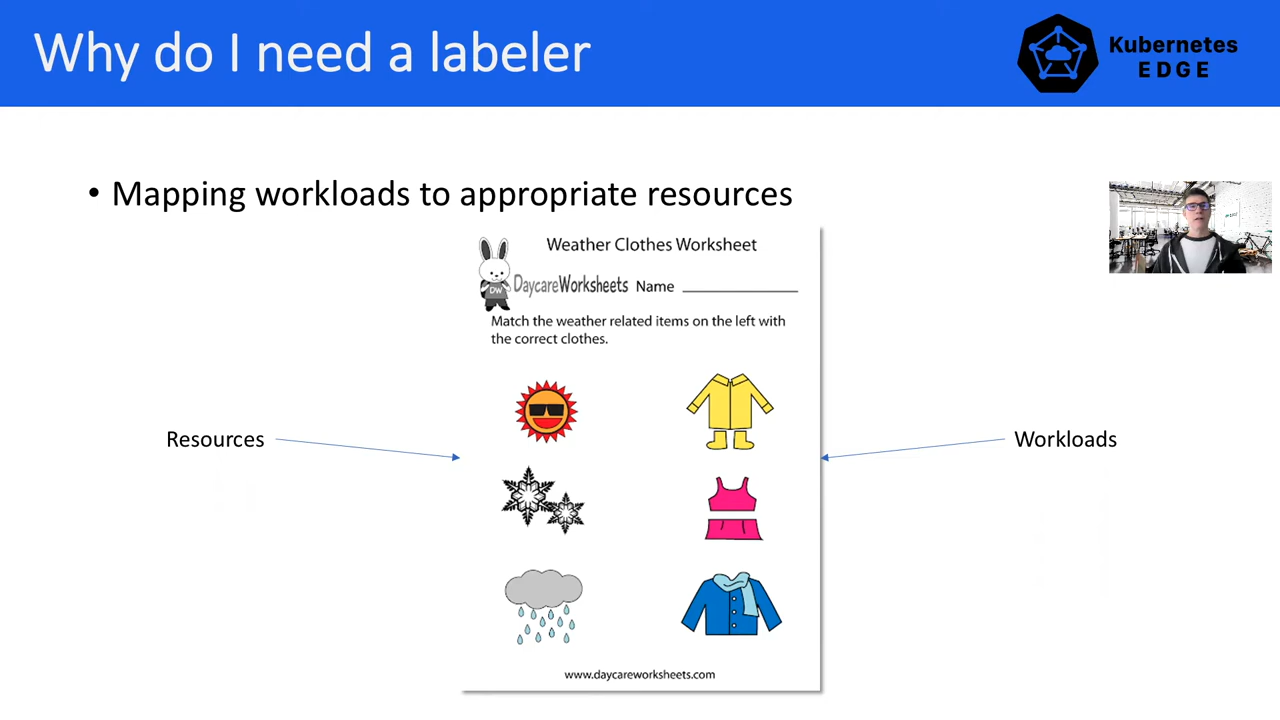 Why do I need a labeler
Kubernetes
EDGE
• Mapping workloads to appropriate resources
Weather Clothes Worksheet
DW
DaycareWorksheets
Name
Match the weather related items on the left with
the correct clothes.
Resources
Workloads
www.daycareworksheets.com